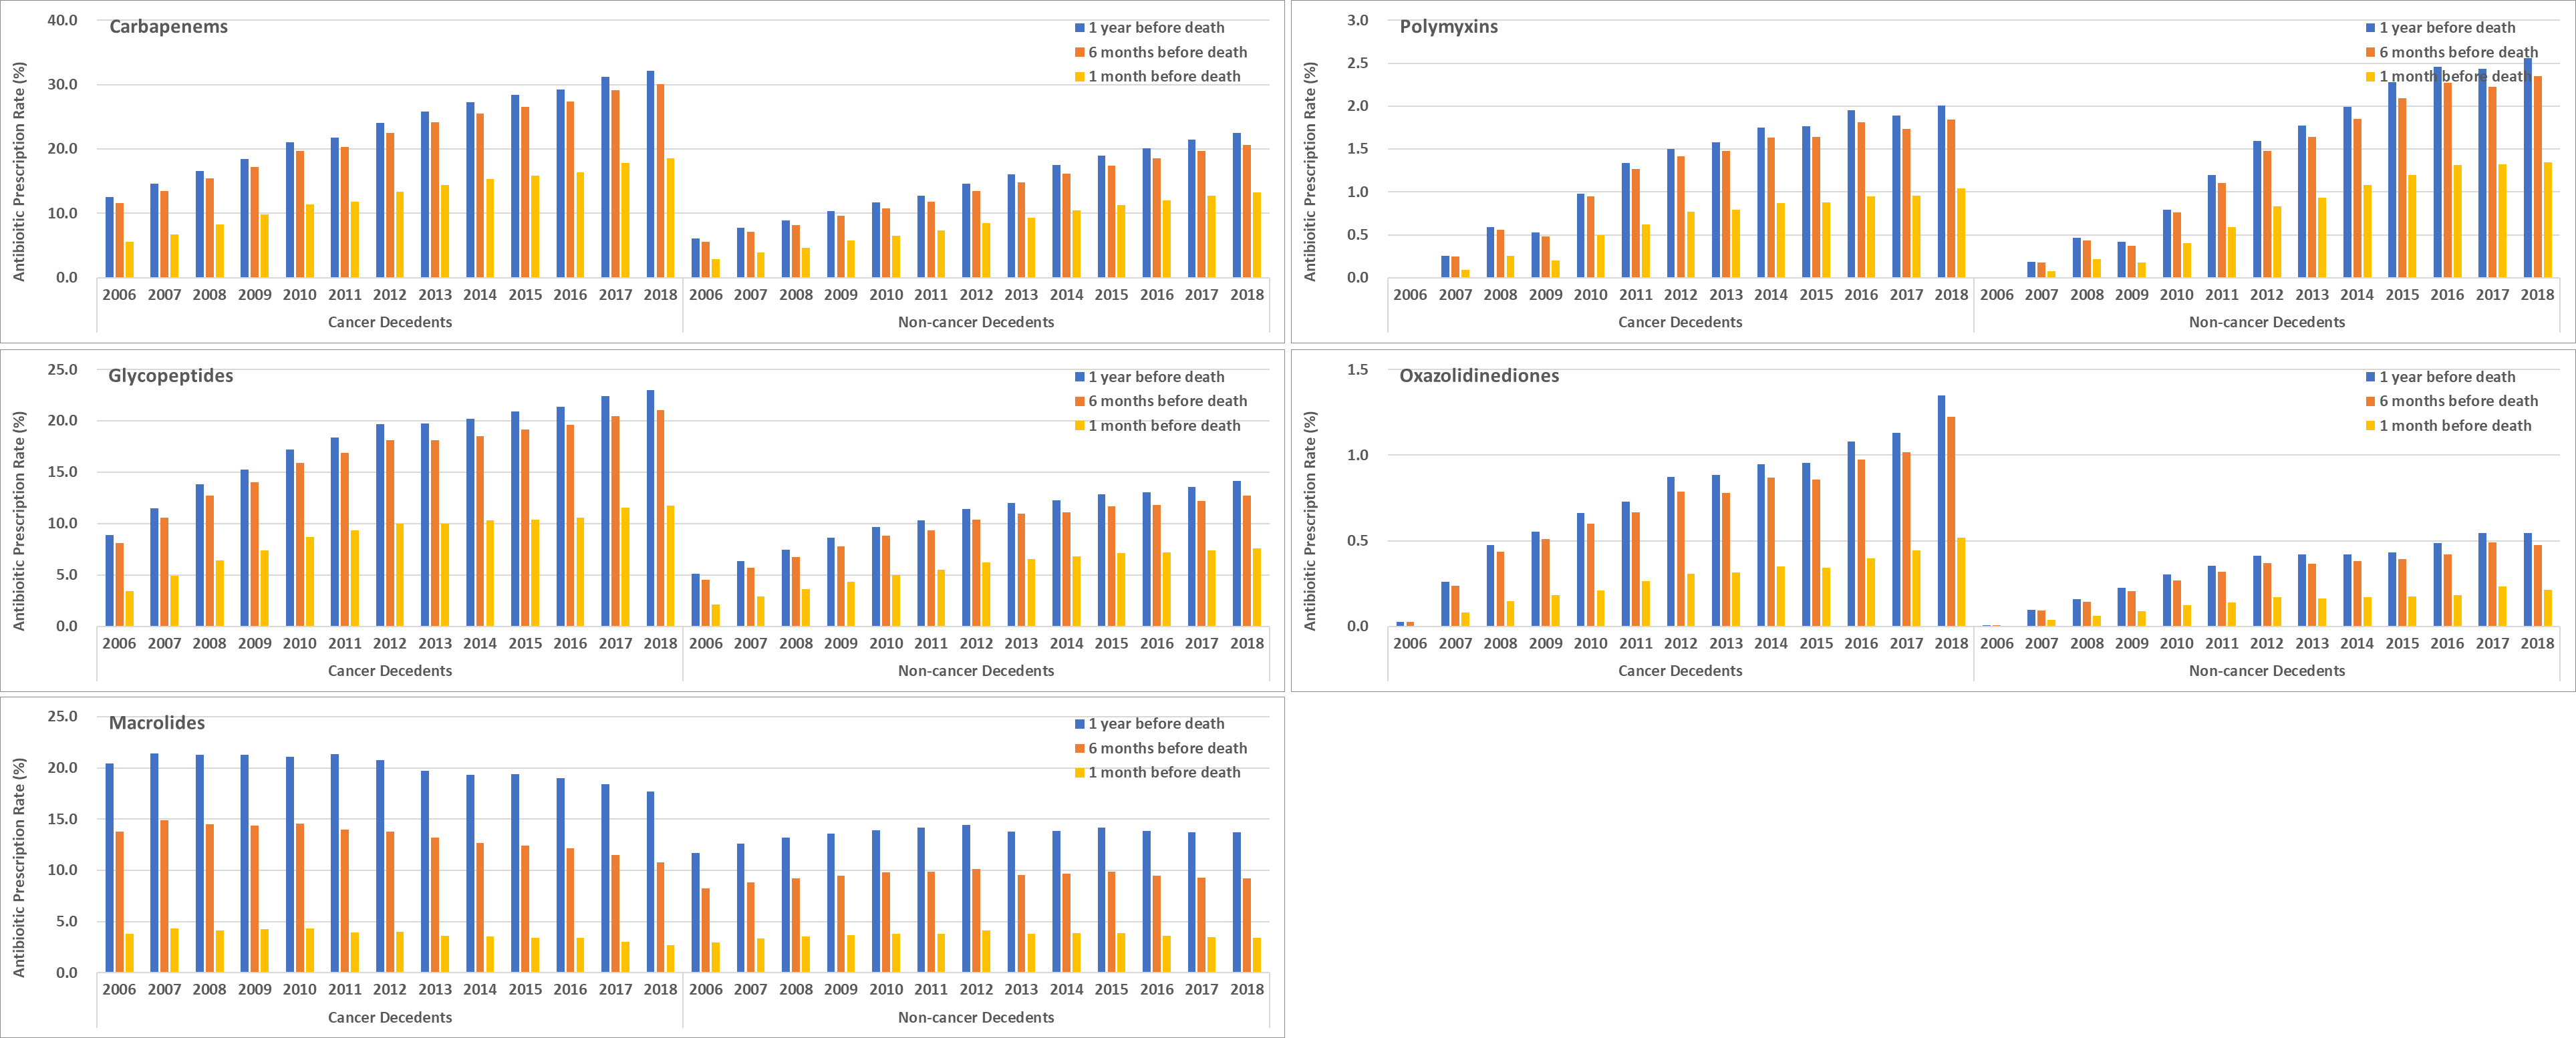 Carbapenems
1 year before death
6 months before death
1 month before death
Antibioitic Prescription Rate (%)
40.0
30.0
20.0
10.0
0.0
2006 2007 2008 2009 2010 2011 2012 2013 2014 2015 2016 2017 2018 2006 2007 2008 2009 2010 2011 2012 2013 2014 2015 2016 2017 2018
Cancer Decedents Non-cancer Decedents
Polymyxins
1 year before death
6 months before death
1 month before death
Antibioitic Prescription Rate (%)
3.0
2.5
2.0
1.5
1.0
0.5
0.0
2006 2007 2008 2009 2010 2011 2012 2013 2014 2015 2016 2017 2018 2006 2007 2008 2009 2010 2011 2012 2013 2014 2015 2016 2017 2018
Cancer Decedents Non-cancer Decedents
Glycopeptides
1 year before death
6 months before death
1 month before death
Antibioitic Prescription Rate (%)
25.0
20.0
15.0
10.0
5.0
0.0
2006 2007 2008 2009 2010 2011 2012 2013 2014 2015 2016 2017 2018 2006 2007 2008 2009 2010 2011 2012 2013 2014 2015 2016 2017 2018
Cancer Decedents Non-cancer Decedents
Oxazolidinediones
1 year before death
6 months before death
1 month before death
Antibioitic Prescription Rate (%)
1.5
1.0
0.5
0.0
2006 2007 2008 2009 2010 2011 2012 2013 2014 2015 2016 2017 2018 2006 2007 2008 2009 2010 2011 2012 2013 2014 2015 2016 2017 2018
Cancer Decedents Non-cancer Decedents
Macrolides
1 year before death
6 months before death
1 month before death
Antibioitic Prescription Rate (%)
25.0
20.0
15.0
10.0
5.0
0.0
2006 2007 2008 2009 2010 2011 2012 2013 2014 2015 2016 2017 2018 2006 2007 2008 2009 2010 2011 2012 2013 2014 2015 2016 2017 2018
Cancer Decedents Non-cancer Decedents